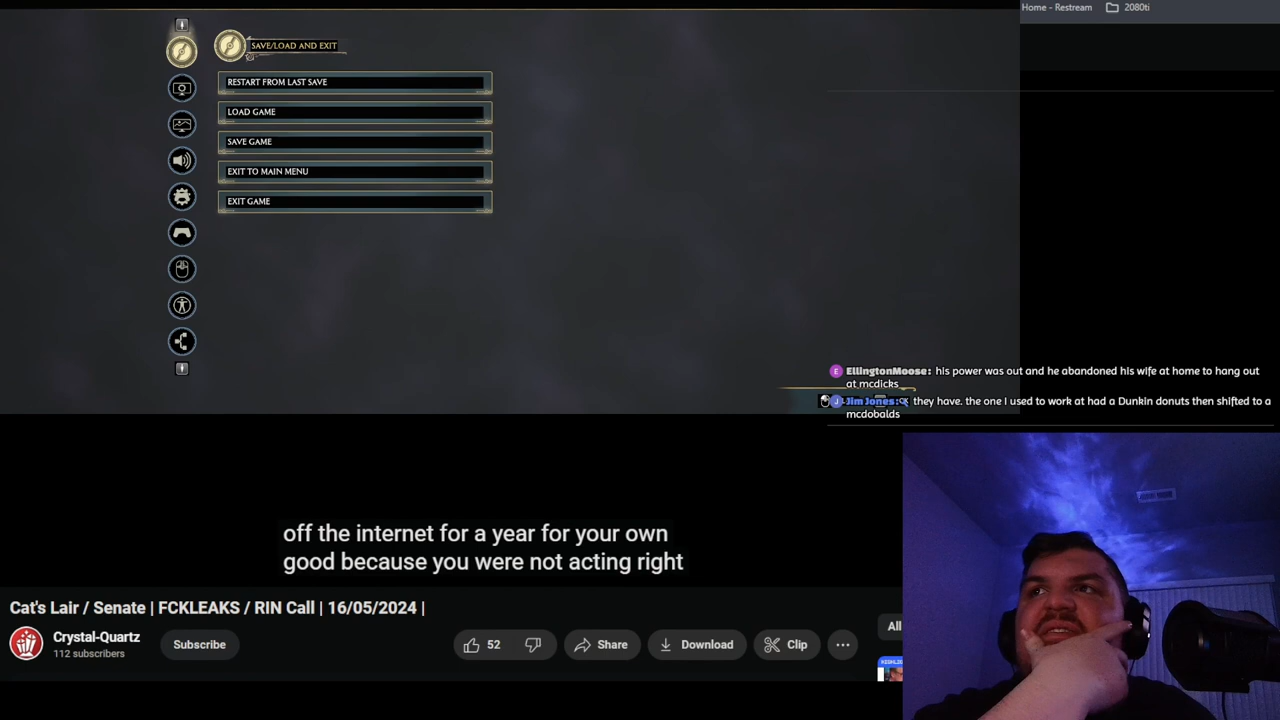 Home - Restream
2080ti
SAVE/LOAD AND EXIT
RESTART FROM LAST SAVE
LOAD GAME
SAVE GAME
EXIT TO MAIN MENU
EXIT GAME
E
EllingtonMoose: his power was out and he abandoned his wife at home to hang out
at mcdicks
J
Jim Jones: they have. the one I used to work at had a Dunkin donuts then shifted to a
mcdobalds
off the internet for a year for your own
good because you were not acting right
Cat's Lair / Senate | FCKLEAKS / RIN Call | 16/05/2024 |
Crystal-Quartz
112 subscribers
Subscribe
52
Share
Download
Clip
All